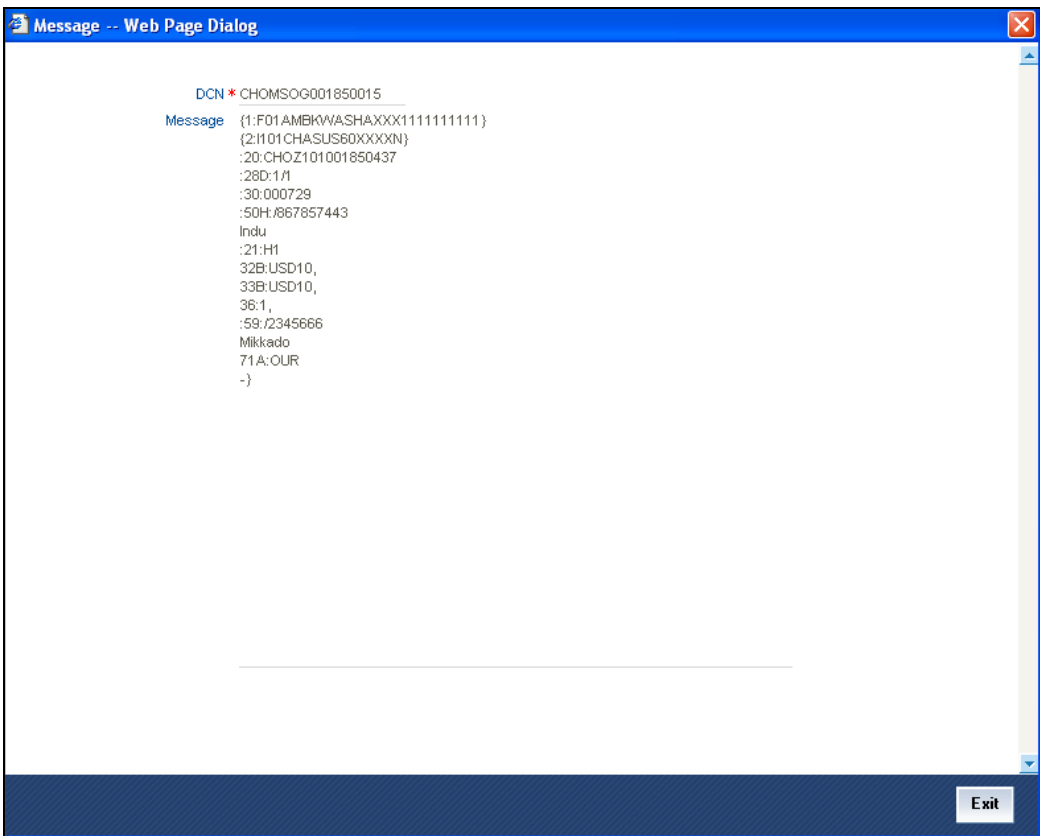 Message -- Web Page Dialog
DCN * CHOMSOG001850015
Message {1:F01AMBKWASHAXXX1111111111}
{2:I101CHASUS60XXXXN}
:20:CHOZ101001850437
:28D:1/1
:30:000729
:50H:/867857443
Indu
:21:H1
32B:USD10,
33B:USD10,
36:1,
:59:/2345666
Mikkado
71A:OUR
-}
Exit